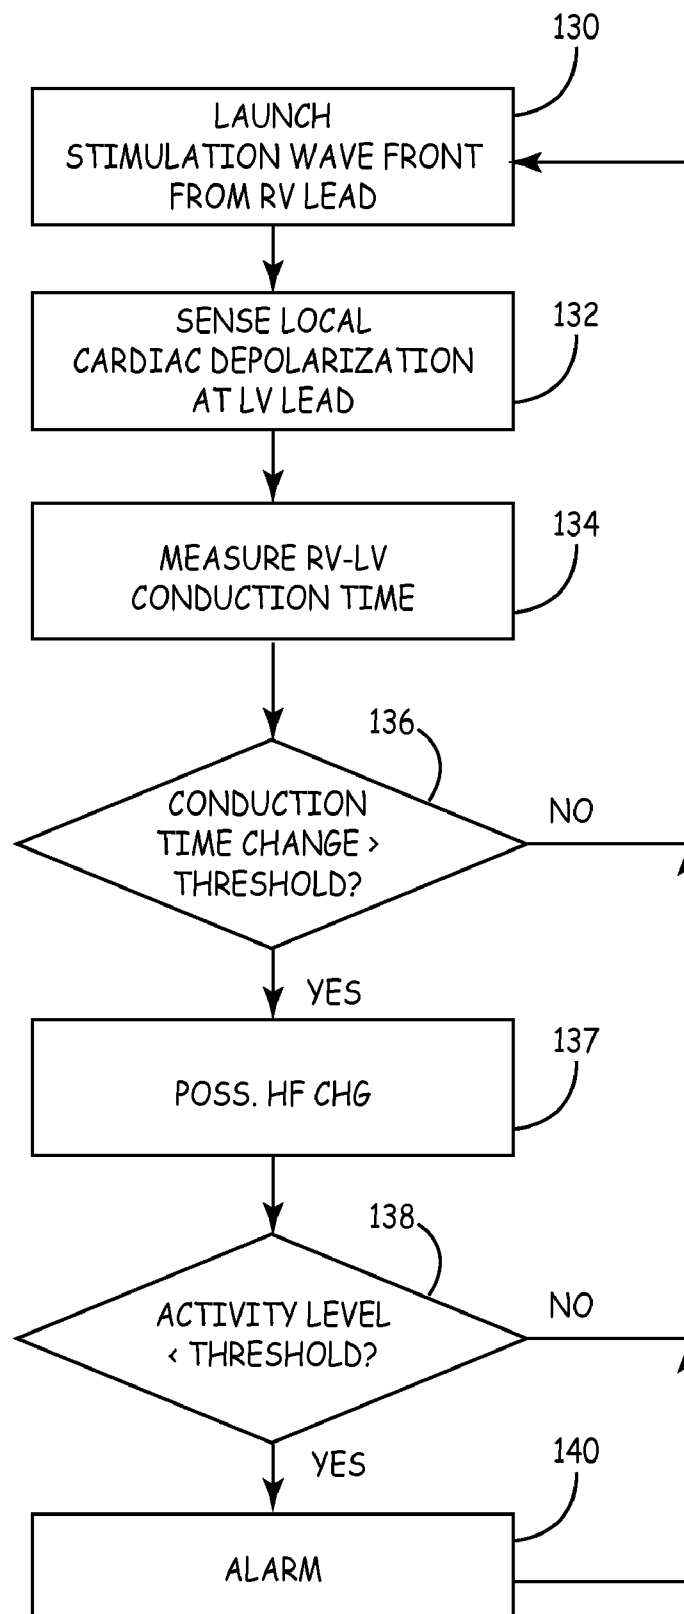 130
LAUNCH
STIMULATION WAVE FRONT
FROM RV LEAD
SENSE LOCAL
CARDIAC DEPOLARIZATION
AT LV LEAD
132
MEASURE RV-LV
CONDUCTION TIME
134
136
CONDUCTION
TIME CHANGE >
THRESHOLD?
NO
YES
POSS. HF CHG
137
138
ACTIVITY LEVEL
< THRESHOLD?
NO
YES
140
ALARM